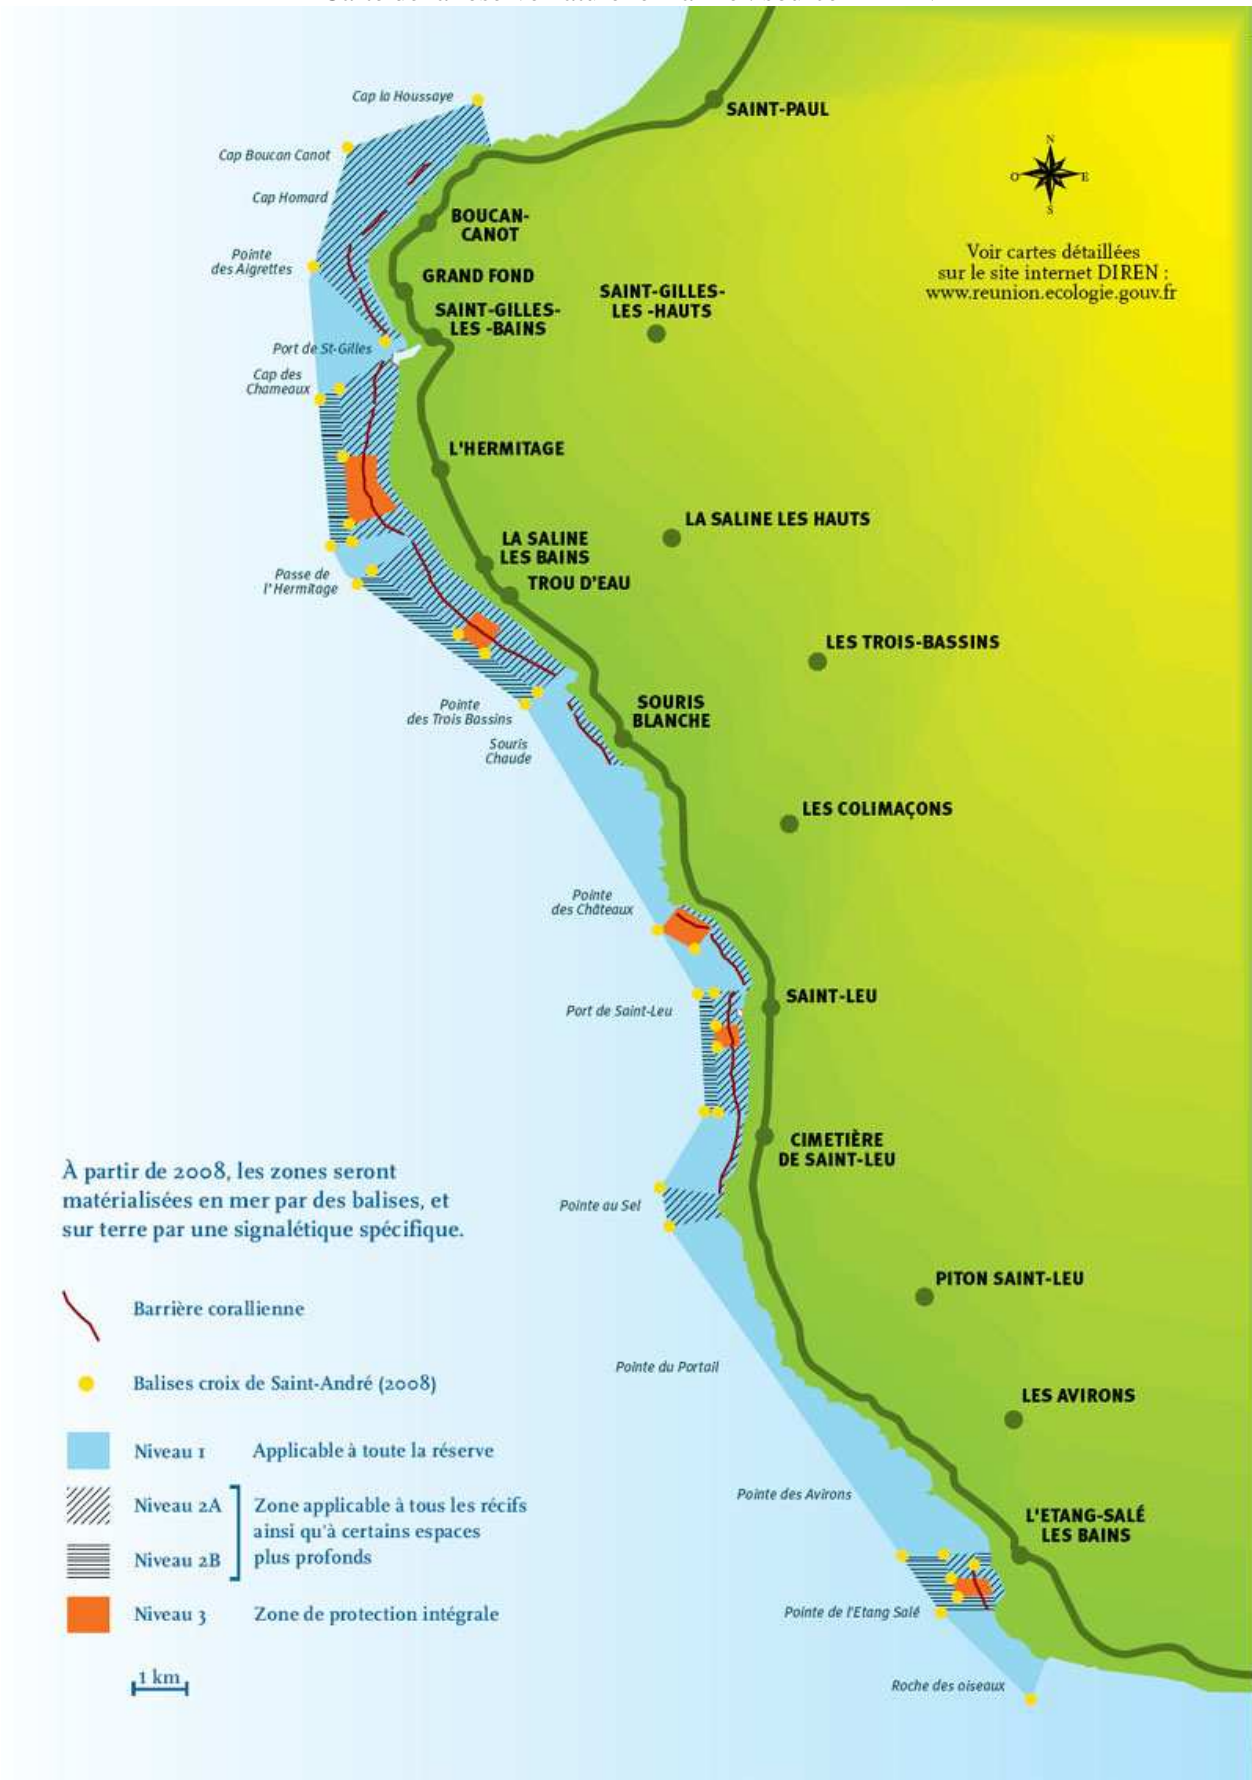 Cap la Houssaye
SAINT-PAUL
Cap Boucan Canot
N
O
E
S
Cap Homard
BOUCAN-
CANOT
Pointe
des Aigrettes
Voir cartes détaillées
sur le site internet DIREN :
www.reunion.ecologie.gouv.fr
GRAND FOND
SAINT-GILLES-
LES -HAUTS
SAINT-GILLES-
LES -BAINS
Port de St-Gilles
Cap des
Chameaux
L'HERMITAGE
LA SALINE LES HAUTS
LA SALINE
LES BAINS
Passe de
l'Hermitage
TROU D'EAU
LES TROIS-BASSINS
Pointe
des Trois Bassins
SOURIS
BLANCHE
Souris
Chaude
LES COLIMAÇONS
Pointe
des Châteaux
SAINT-LEU
Port de Saint-Leu
CIMETIÈRE
DE SAINT-LEU
À partir de 2008, les zones seront
matérialisées en mer par des balises, et
sur terre par une signalétique spécifique.
Pointe au Sel
PITON SAINT-LEU
Barrière corallienne
Pointe du Portail
Balises croix de Saint-André (2008)
LES AVIRONS
Niveau 1 Applicable à toute la réserve
Pointe des Avirons
Niveau 2A Zone applicable à tous les récifs
ainsi qu'à certains espaces
Niveau 2B plus profonds
L'ETANG-SALÉ
LES BAINS
Niveau 3 Zone de protection intégrale
Pointe de l'Etang Salé
1 km
Roche des oiseaux